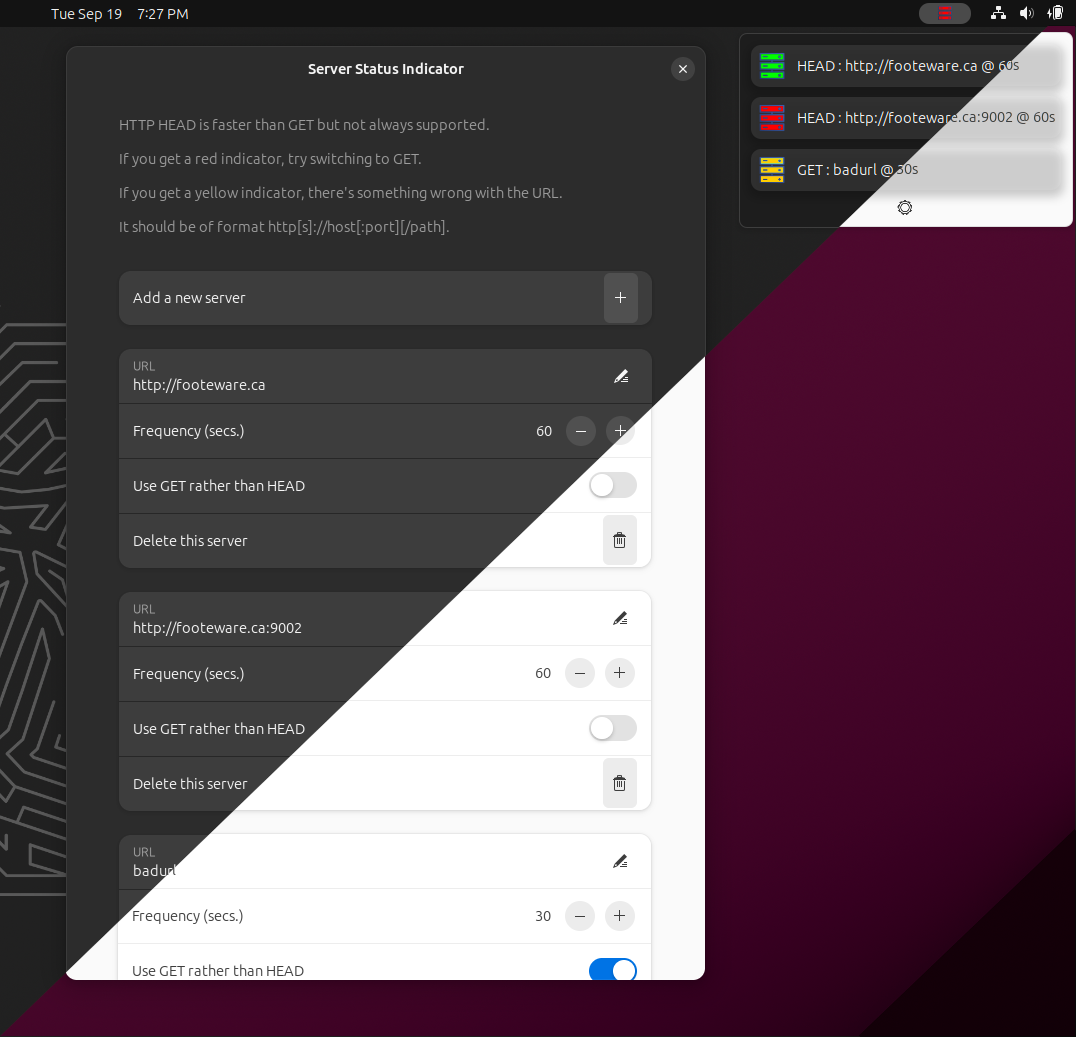 Tue Sep 19 7:27 PM
Server Status Indicator
HTTP HEAD is faster than GET but not always supported.
If you get a red indicator, try switching to GET.
If you get a yellow indicator, there's something wrong with the URL.
It should be of format http[s]://host[:port][/path].
Add a new server
URL
http://footeware.ca
Frequency (secs.) 60
Use GET rather than HEAD
Delete this server
URL
http://footeware.ca:9002
Frequency (secs.) 60
Use GET rather than HEAD
Delete this server
URL
badurl
Frequency (secs.) 30
Use GET rather than HEAD
HEAD : http://footeware.ca @ 60s
HEAD : http://footeware.ca:9002 @ 60s
GET : badurl @ 30s